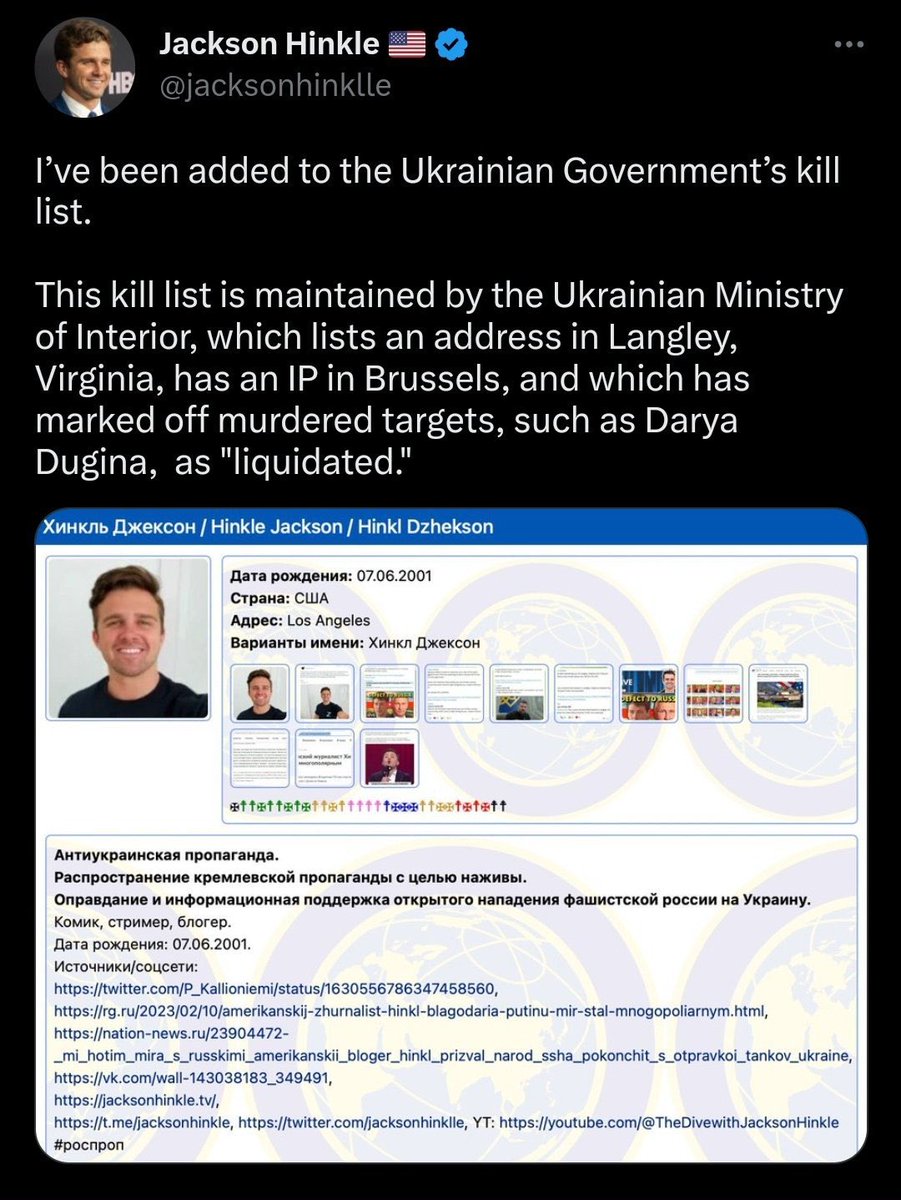 Jackson Hinkle
@jacksonhinklle
I’ve been added to the Ukrainian Government’s kill
list.
This kill list is maintained by the Ukrainian Ministry
of Interior, which lists an address in Langley,
Virginia, has an IP in Brussels, and which has
marked off murdered targets, such as Darya
Dugina,  as "liquidated."
Хинкль Джексон / Hinkle Jackson / Hinkl Dzhekson
Дата рождения: 07.06.2001
Страна: США
Адрес: Los Angeles
Варианты имени: Хинкл Джексон
Антиукраинская пропаганда.
Распространение кремлевской пропаганды с целью наживы.
Оправдание и информационная поддержка открытого нападения фашистской россии на Украину.
Комик, стример, блогер.
Дата рождения: 07.06.2001.
Источники/соцсети:
https://twitter.com/P_Kallioniemi/status/1630556786347458560,
https://rg.ru/2023/02/10/amerikanskij-zhurnalist-hinkl-blagodaria-putinu-mir-stal-mnogopoliarnym.html,
https://nation-news.ru/23904472-
_mi_hotim_mira_s_russkimi_amerikanskii_bloger_hinkl_prizval_narod_ssha_pokonchit_s_otpravkoi_tankov_ukraine,
https://vk.com/wall-143038183_349491,
https://jacksonhinkle.tv/,
https://t.me/jacksonhinkle, https://twitter.com/jacksonhinklle, YT: https://youtube.com/@TheDivewithJacksonHinkle
#роспроп